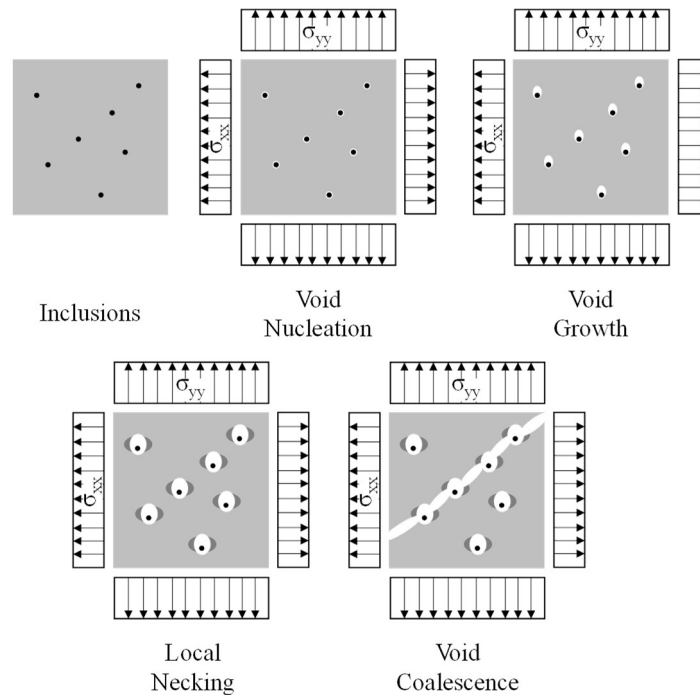 σyy
σyy
σxx
σxx
Inclusions
Void
Nucleation
Void
Growth
σyy
σyy
σxx
σxx
Local
Necking
Void
Coalescence